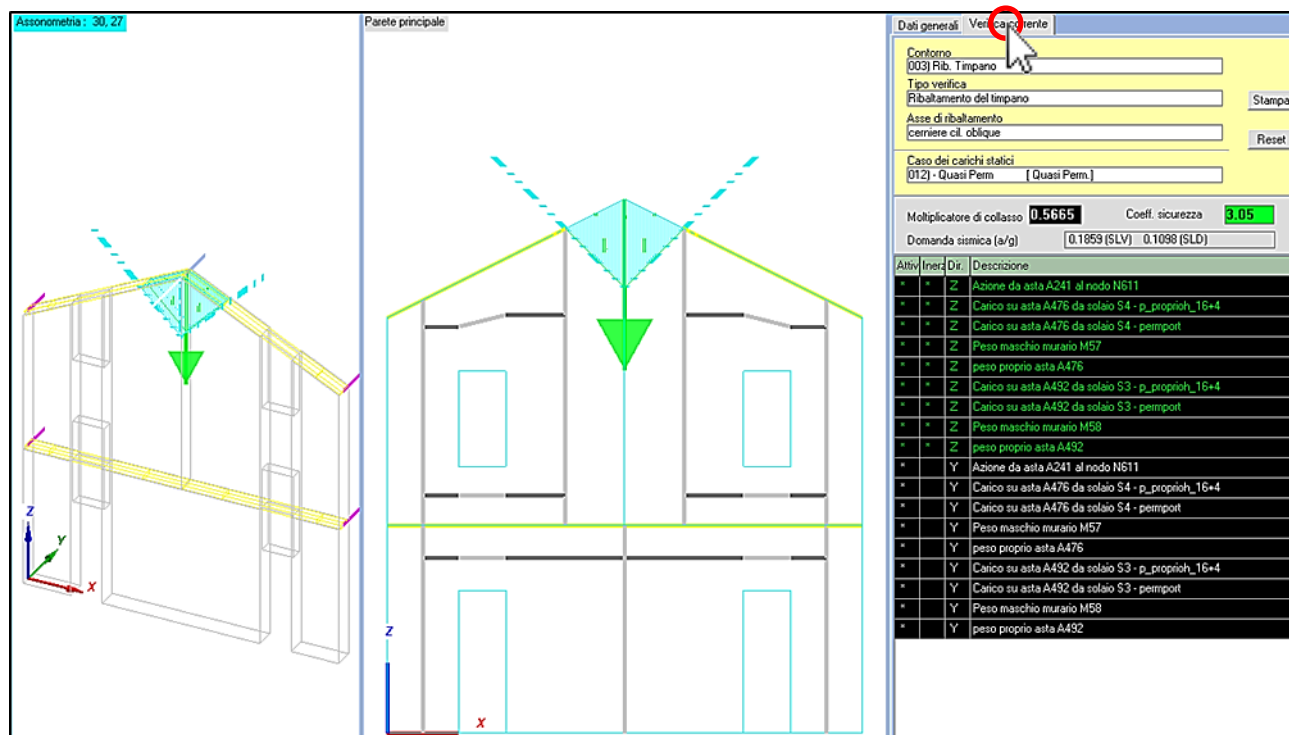 Assonometria : 30, 27
Parete principale
Dati generali Verifica corrente
Contorno
003) Rib. Timpano
Tipo verifica
Ribaltamento del timpano
Stampa
Asse di ribaltamento
cerniere cil. oblique
Reset
Caso dei carichi statici
012) - Quasi Perm [ Quasi Perm.]
Moltiplicatore di collasso 0.5665 Coeff. sicurezza 3.05
Domanda sismica (a/g) 0.1859 (SLV) 0.1098 (SLD)
Attiv Inerz Dir. Descrizione
* * Z Azione da asta A241 al nodo N611
* * Z Carico su asta A476 da solaio S4 - p_proprioh_16+4
* * Z Carico su asta A476 da solaio S4 - permport
* * Z Peso maschio murario M57
* * Z peso proprio asta A476
* * Z Carico su asta A492 da solaio S3 - p_proprioh_16+4
* * Z Carico su asta A492 da solaio S3 - permport
* * Z Peso maschio murario M58
* * Z peso proprio asta A492
* Y Azione da asta A241 al nodo N611
* Y Carico su asta A476 da solaio S4 - p_proprioh_16+4
* Y Carico su asta A476 da solaio S4 - permport
* Y Peso maschio murario M57
* Y peso proprio asta A476
* Y Carico su asta A492 da solaio S3 - p_proprioh_16+4
* Y Carico su asta A492 da solaio S3 - permport
* Y Peso maschio murario M58
* Y peso proprio asta A492
Z
Y
X
Z
X